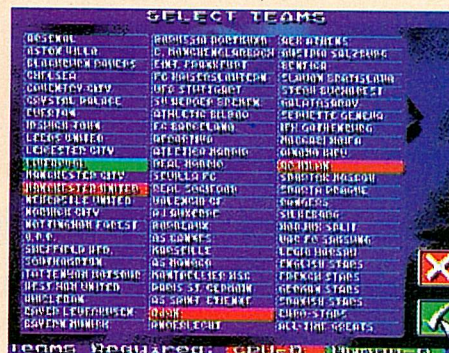 SELECT TEAMS
ARSENAL
ASTON VILLA
BLACKBURN ROVERS
CHELSEA
COVENTRY CITY
CRYSTAL PALACE
EVERTON
IPSWICH TOWN
LEEDS UNITED
LEICESTER CITY
LIVERPOOL
MANCHESTER CITY
MANCHESTER UNITED
NEWCASTLE UNITED
NORWICH CITY
NOTTINGHAM FOREST
Q.P.R.
SHEFFIELD WED.
SOUTHAMPTON
TOTTENHAM HOTSPUR
WEST HAM UNITED
WIMBLEDON
BAYER LEVERKUSEN
BAYERN MUNICH
BORUSSIA DORTMUND
B. MONCHENGLADBACH
EINT. FRANKFURT
FC KAISERSLAUTERN
VFB STUTTGART
SV WERDER BREMEN
ATHLETIC BILBAO
FC BARCELONA
ATLETICO MADRID
REAL MADRID
SEVILLA FC
REAL SOCIEDAD
VALENCIA CF
AJ AUXERRE
BORDEAUX
AS CANNES
MARSEILLE
AS MONACO
MONTPELLIER HSC
PARIS ST. GERMAIN
AS SAINT ETIENNE
AJAX
ANDERLECHT
AEK ATHENS
AUSTRIA SALZBURG
BENFICA
SLOVAN BRATISLAVA
STEAU BUCHAREST
GALATASARAY
SERVETTE GENEVA
IFK GOTHENBURG
MACCABI HAIFA
DYNAMO KIEV
AC MILAN
SPARTAK MOSCOW
SPARTA PRAGUE
RANGERS
SILKEBORG
HAJDUK SPLIT
VAC FC SAMSUNG
LEGIA WARSAW
ENGLISH STARS
FRENCH STARS
GERMAN STARS
SPANISH STARS
EURO-STARS
ALL-TIME GREATS
Teams Required: